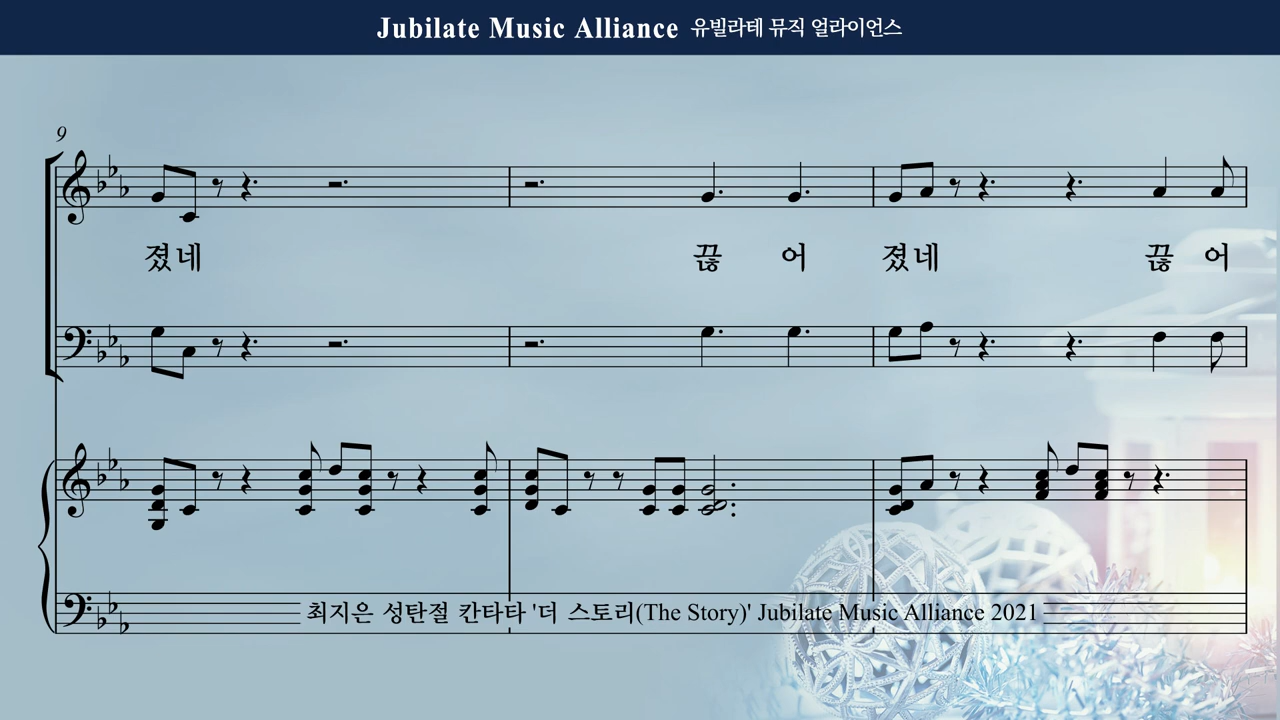 Jubilate Music Alliance 유빌라테 뮤직 얼라이언스
9
졌네 끊 어 졌네 끊 어
최지은 성탄절 칸타타 '더 스토리(The Story)' Jubilate Music Alliance 2021